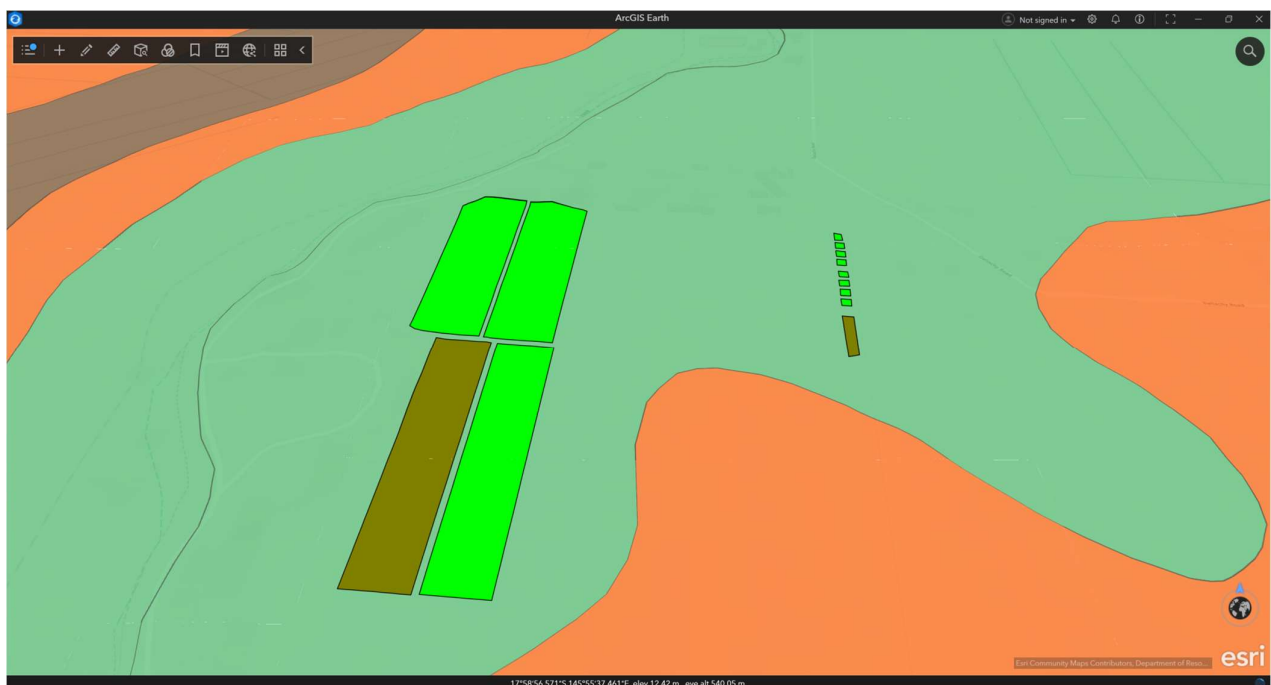 ArcGIS Earth
Not signed in
Esri Community Maps Contributors, Department of Reso...
esri
17°58'56.571"S 145°55'37.461"E elev 12.42 m eye alt 540.05 m